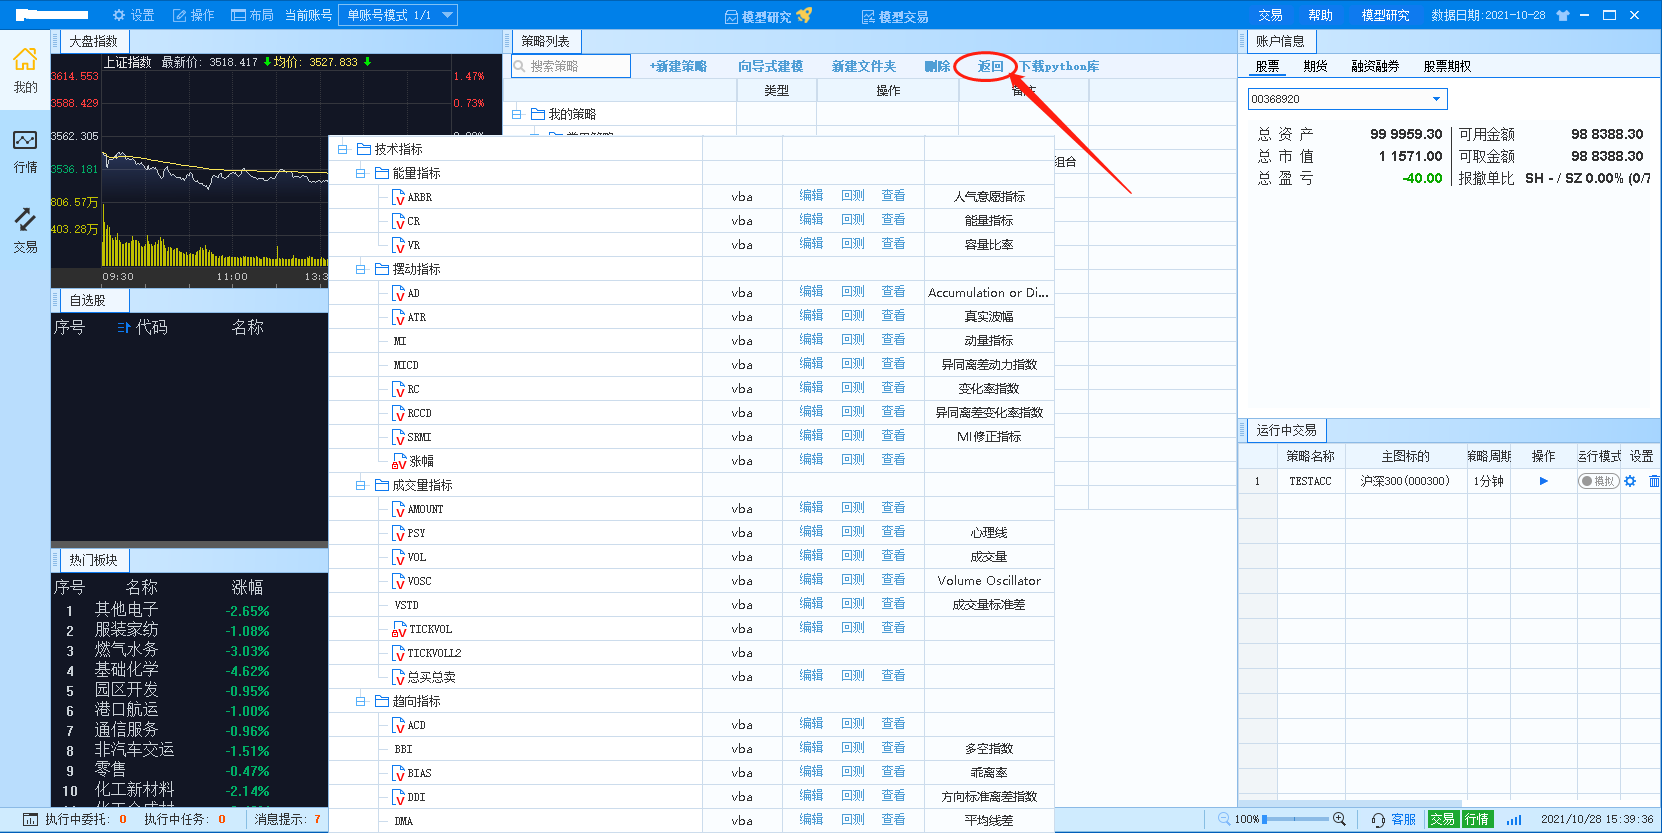 设置 操作 布局 当前账号 单账号模式 1/1 模型研究 模型交易 交易 帮助 模型研究 数据日期:2021-10-28
我的
行情
交易
大盘指数
上证指数 最新价: 3518.417 均价: 3527.833
3614.553 1.47%
3588.429 0.73%
3562.305
3536.181
806.57万
403.28万
09:30 11:00 13:3
自选股
序号 代码 名称
热门板块
序号 名称 涨幅
1 其他电子 -2.65%
2 服装家纺 -1.08%
3 燃气水务 -3.03%
4 基础化学 -4.62%
5 园区开发 -0.95%
6 港口航运 -1.00%
7 通信服务 -0.96%
8 非汽车交运 -1.51%
9 零售 -0.47%
10 化工新材料 -2.14%
策略列表
搜索策略 +新建策略 向导式建模 新建文件夹 删除 返回 下载python库
类型 操作 备注
我的策略
组合
技术指标
能量指标
ARBR vba 编辑 回测 查看 人气意愿指标
CR vba 编辑 回测 查看 能量指标
VR vba 编辑 回测 查看 容量比率
摆动指标
AD vba 编辑 回测 查看 Accumulation or Di...
ATR vba 编辑 回测 查看 真实波幅
MI vba 编辑 回测 查看 动量指标
MICD vba 编辑 回测 查看 异同离差动力指数
RC vba 编辑 回测 查看 变化率指数
RCCD vba 编辑 回测 查看 异同离差变化率指数
SRMI vba 编辑 回测 查看 MI修正指标
涨幅 vba 编辑 回测 查看
成交量指标
AMOUNT vba 编辑 回测 查看
PSY vba 编辑 回测 查看 心理线
VOL vba 编辑 回测 查看 成交量
VOSC vba 编辑 回测 查看 Volume Oscillator
VSTD vba 编辑 回测 查看 成交量标准差
TICKVOL vba 编辑 回测 查看
TICKVOLL2 vba
总买总卖 vba 编辑 回测 查看
趋向指标
ACD vba 编辑 回测 查看
BBI vba 编辑 回测 查看 多空指数
BIAS vba 编辑 回测 查看 乖离率
DDI vba 编辑 回测 查看 方向标准离差指数
DMA vba 编辑 回测 查看 平均线差
账户信息
股票 期货 融资融券 股票期权
00368920
总 资 产 99 9959.30 可用金额 98 8388.30
总 市 值 1 1571.00 可取金额 98 8388.30
总 盈 亏 -40.00 报撤单比 SH - / SZ 0.00% (0/7
运行中交易
策略名称 主图标的 策略周期 操作 运行模式 设置
1 TESTACC 沪深300(000300) 1分钟 模拟
执行中委托: 0 执行中任务: 0 消息提示: 7 100% 客服 交易 行情 2021/10/28 15:39:36